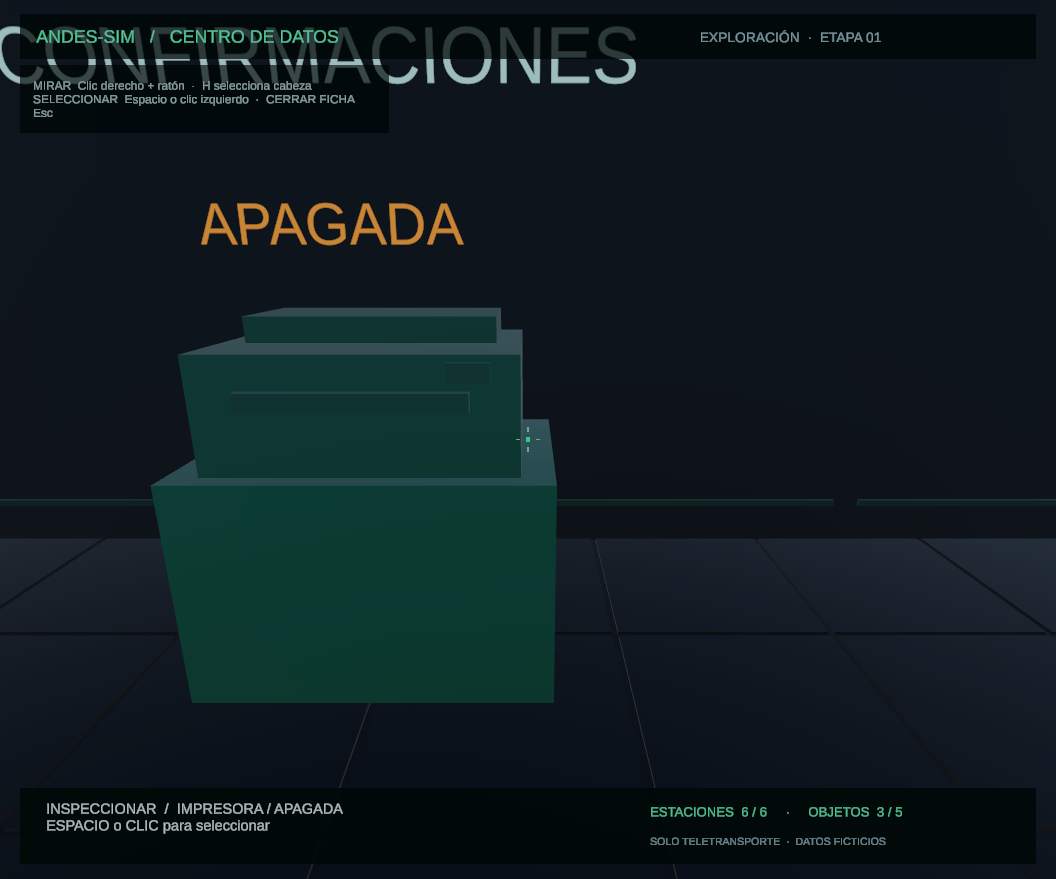 CONFIRMACIONES
ANDES-SIM / CENTRO DE DATOS
EXPLORACIÓN · ETAPA 01
MIRAR Clic derecho + ratón · H selecciona cabeza
SELECCIONAR Espacio o clic izquierdo · CERRAR FICHA
Esc
APAGADA
INSPECCIONAR / IMPRESORA / APAGADA
ESPACIO o CLIC para seleccionar
ESTACIONES 6 / 6 · OBJETOS 3 / 5
SOLO TELETRANSPORTE · DATOS FICTICIOS